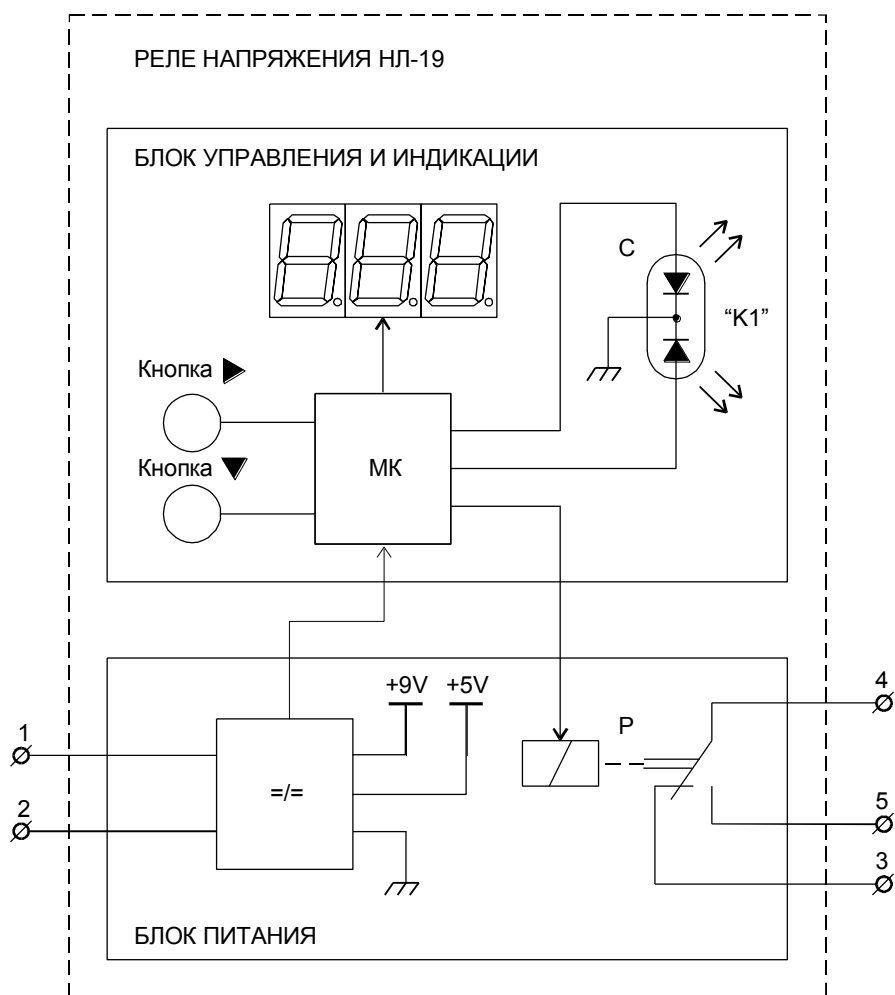 РЕЛЕ НАПРЯЖЕНИЯ НЛ-19
БЛОК УПРАВЛЕНИЯ И ИНДИКАЦИИ
С
“К1”
Кнопка
Кнопка
МК
+9V +5V
4
Р
1
=/=
5
2
3
БЛОК ПИТАНИЯ